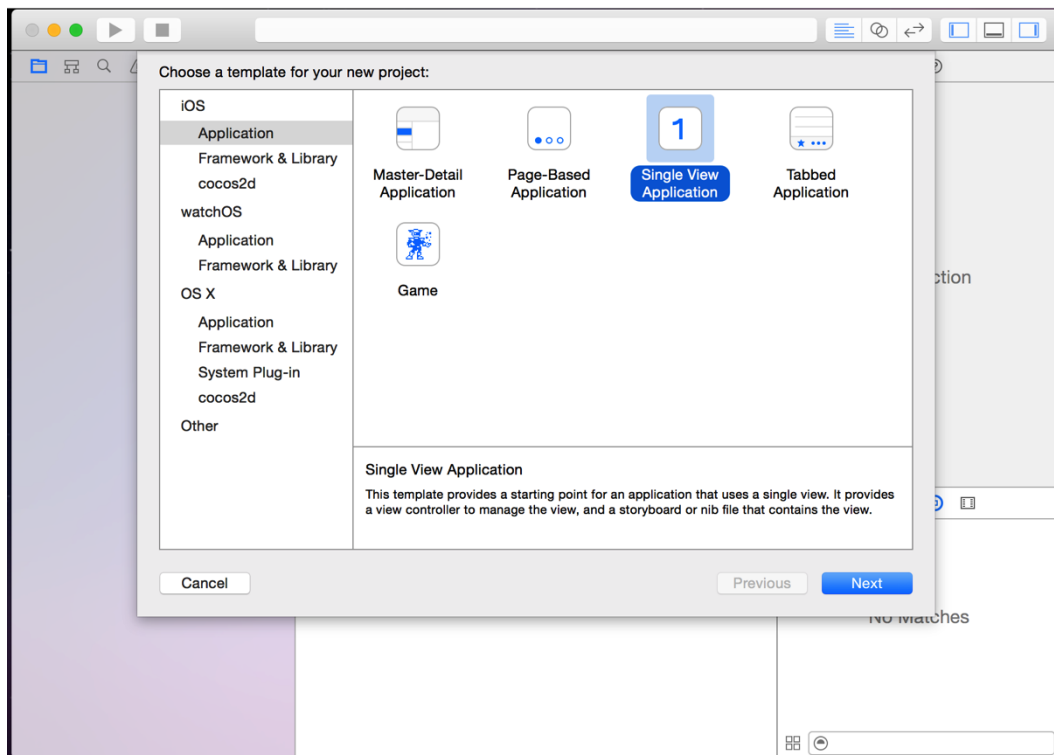 Choose a template for your new project:
iOS
Application
Framework & Library
cocos2d
watchOS
Application
Framework & Library
OS X
Application
Framework & Library
System Plug-in
cocos2d
Other
Master-Detail
Application
Page-Based
Application
1
Single View
Application
Tabbed
Application
Game
Single View Application
This template provides a starting point for an application that uses a single view. It provides
a view controller to manage the view, and a storyboard or nib file that contains the view.
Cancel
Previous
Next
ction
No Matches